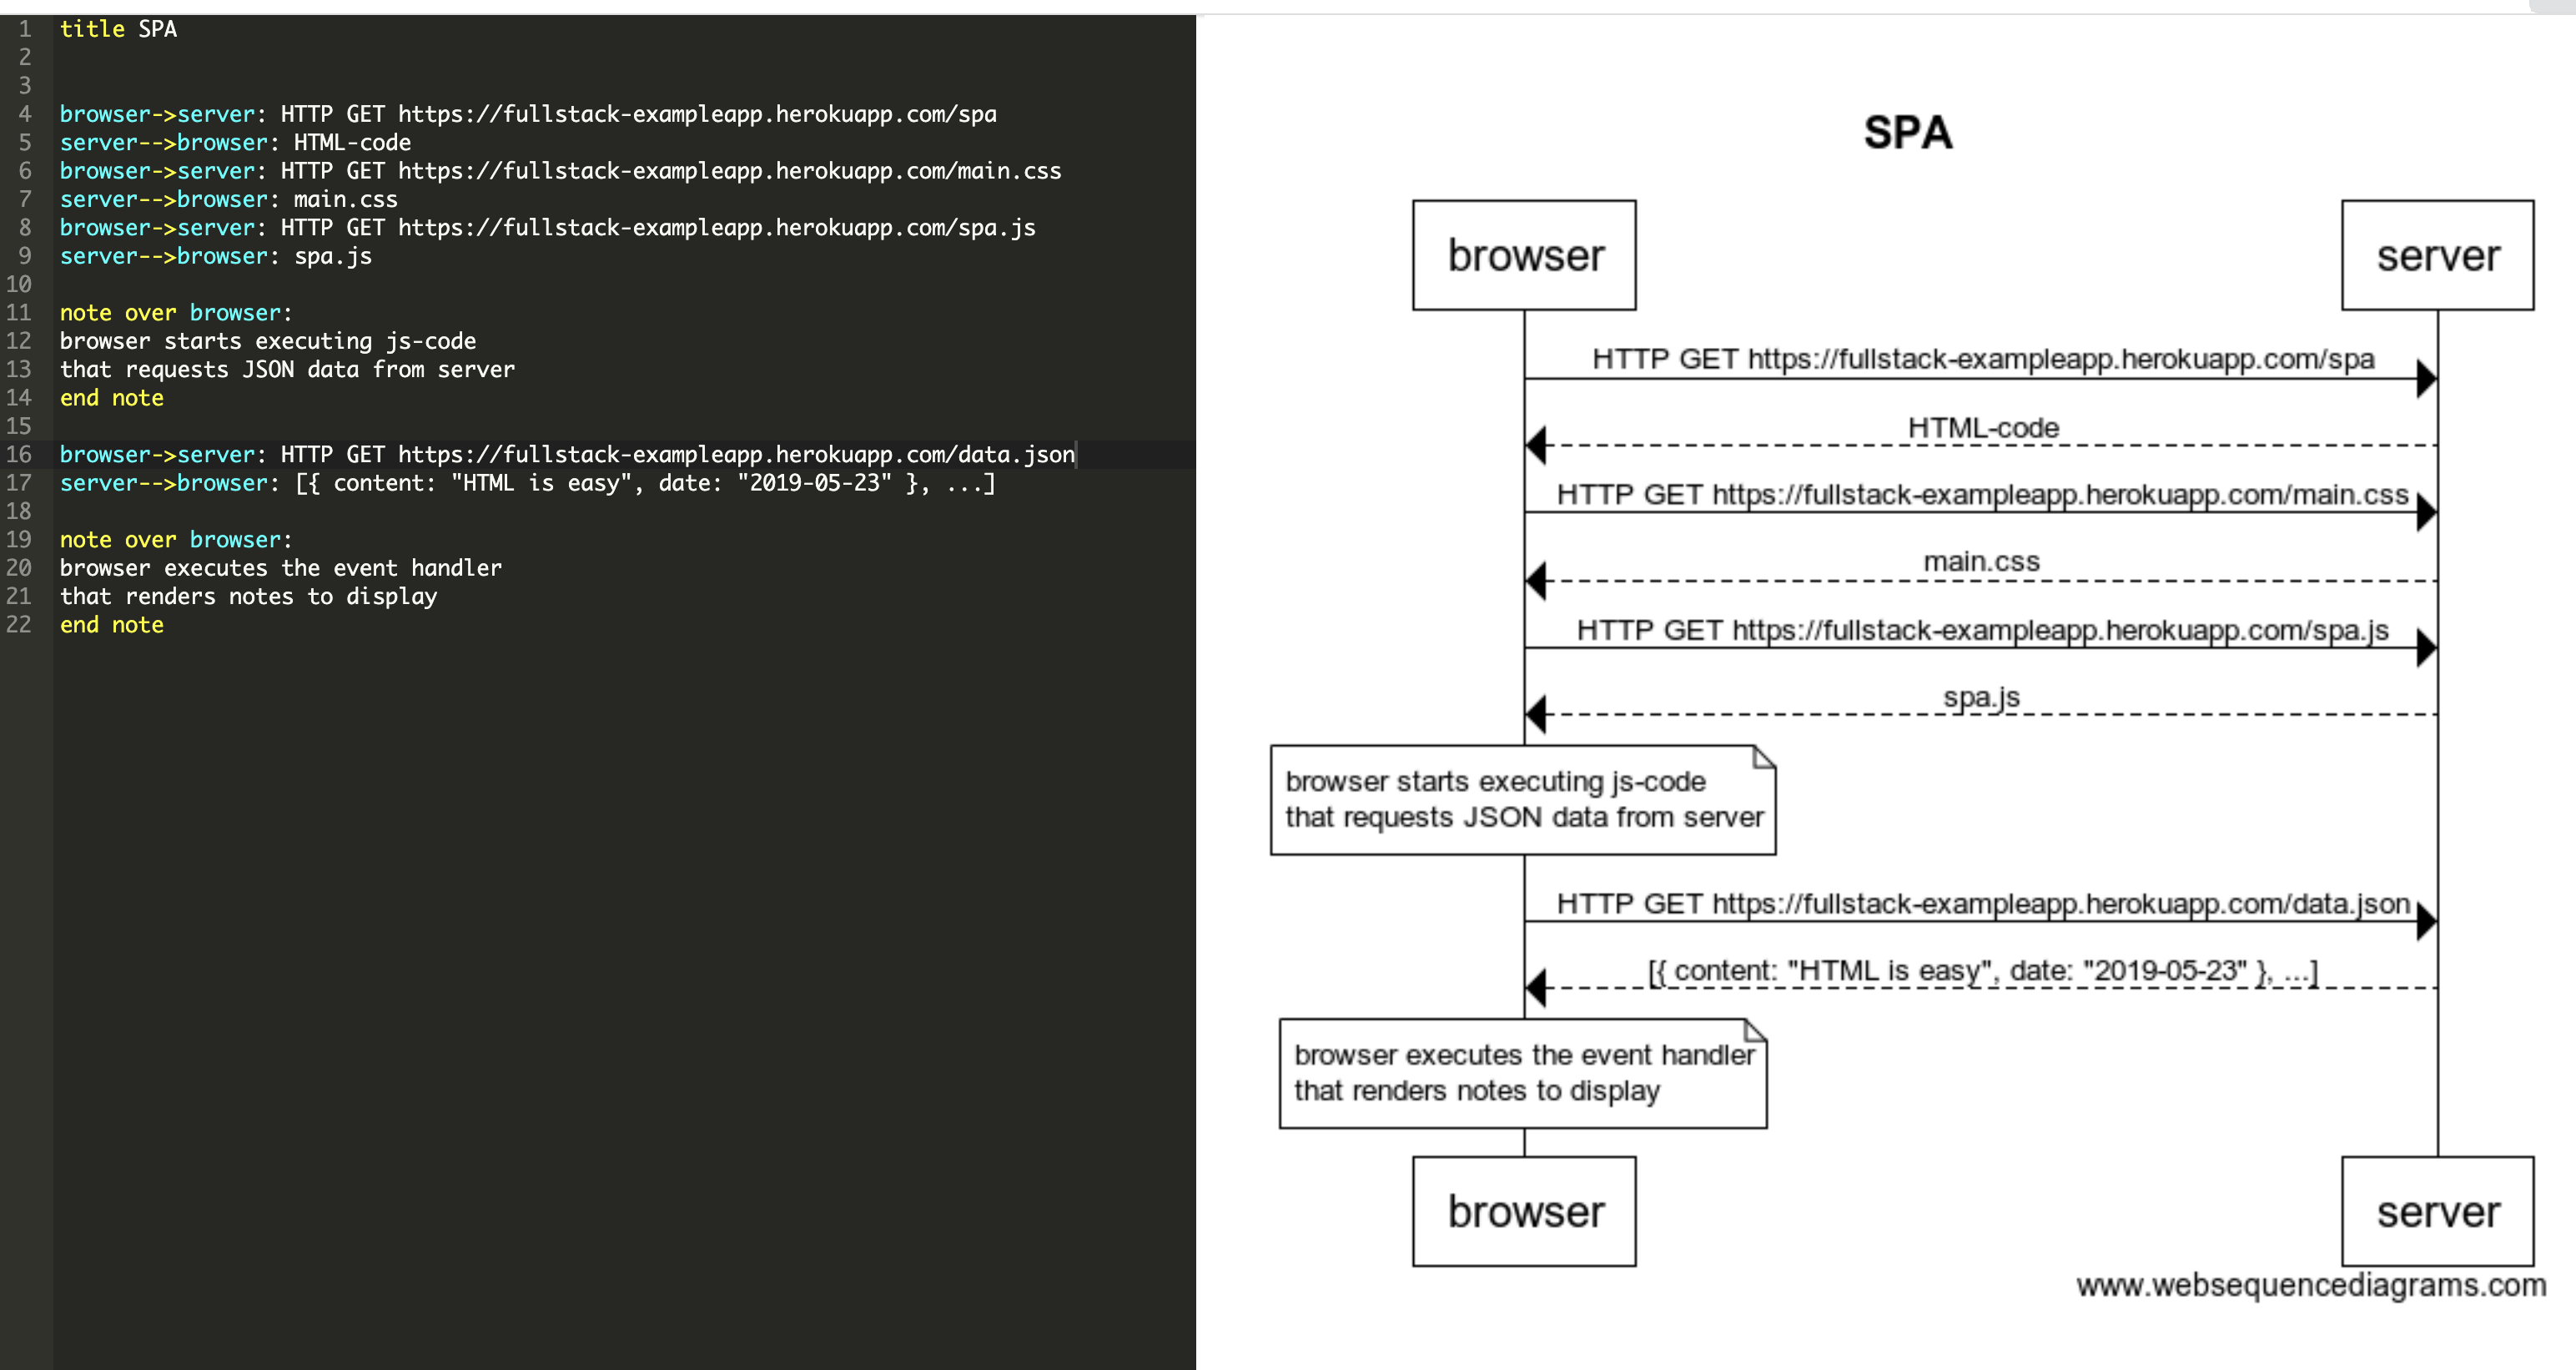 1 title SPA
2
3
4 browser->server: HTTP GET https://fullstack-exampleapp.herokuapp.com/spa
5 server-->browser: HTML-code
6 browser->server: HTTP GET https://fullstack-exampleapp.herokuapp.com/main.css
7 server-->browser: main.css
8 browser->server: HTTP GET https://fullstack-exampleapp.herokuapp.com/spa.js
9 server-->browser: spa.js
10
11 note over browser:
12 browser starts executing js-code
13 that requests JSON data from server
14 end note
15
16 browser->server: HTTP GET https://fullstack-exampleapp.herokuapp.com/data.json
17 server-->browser: [{ content: "HTML is easy", date: "2019-05-23" }, ...]
18
19 note over browser:
20 browser executes the event handler
21 that renders notes to display
22 end note
SPA
browser server
HTTP GET https://fullstack-exampleapp.herokuapp.com/spa
HTML-code
HTTP GET https://fullstack-exampleapp.herokuapp.com/main.css
main.css
HTTP GET https://fullstack-exampleapp.herokuapp.com/spa.js
spa.js
browser starts executing js-code
that requests JSON data from server
HTTP GET https://fullstack-exampleapp.herokuapp.com/data.json
[{ content: "HTML is easy", date: "2019-05-23" }, ...]
browser executes the event handler
that renders notes to display
browser server
www.websequencediagrams.com